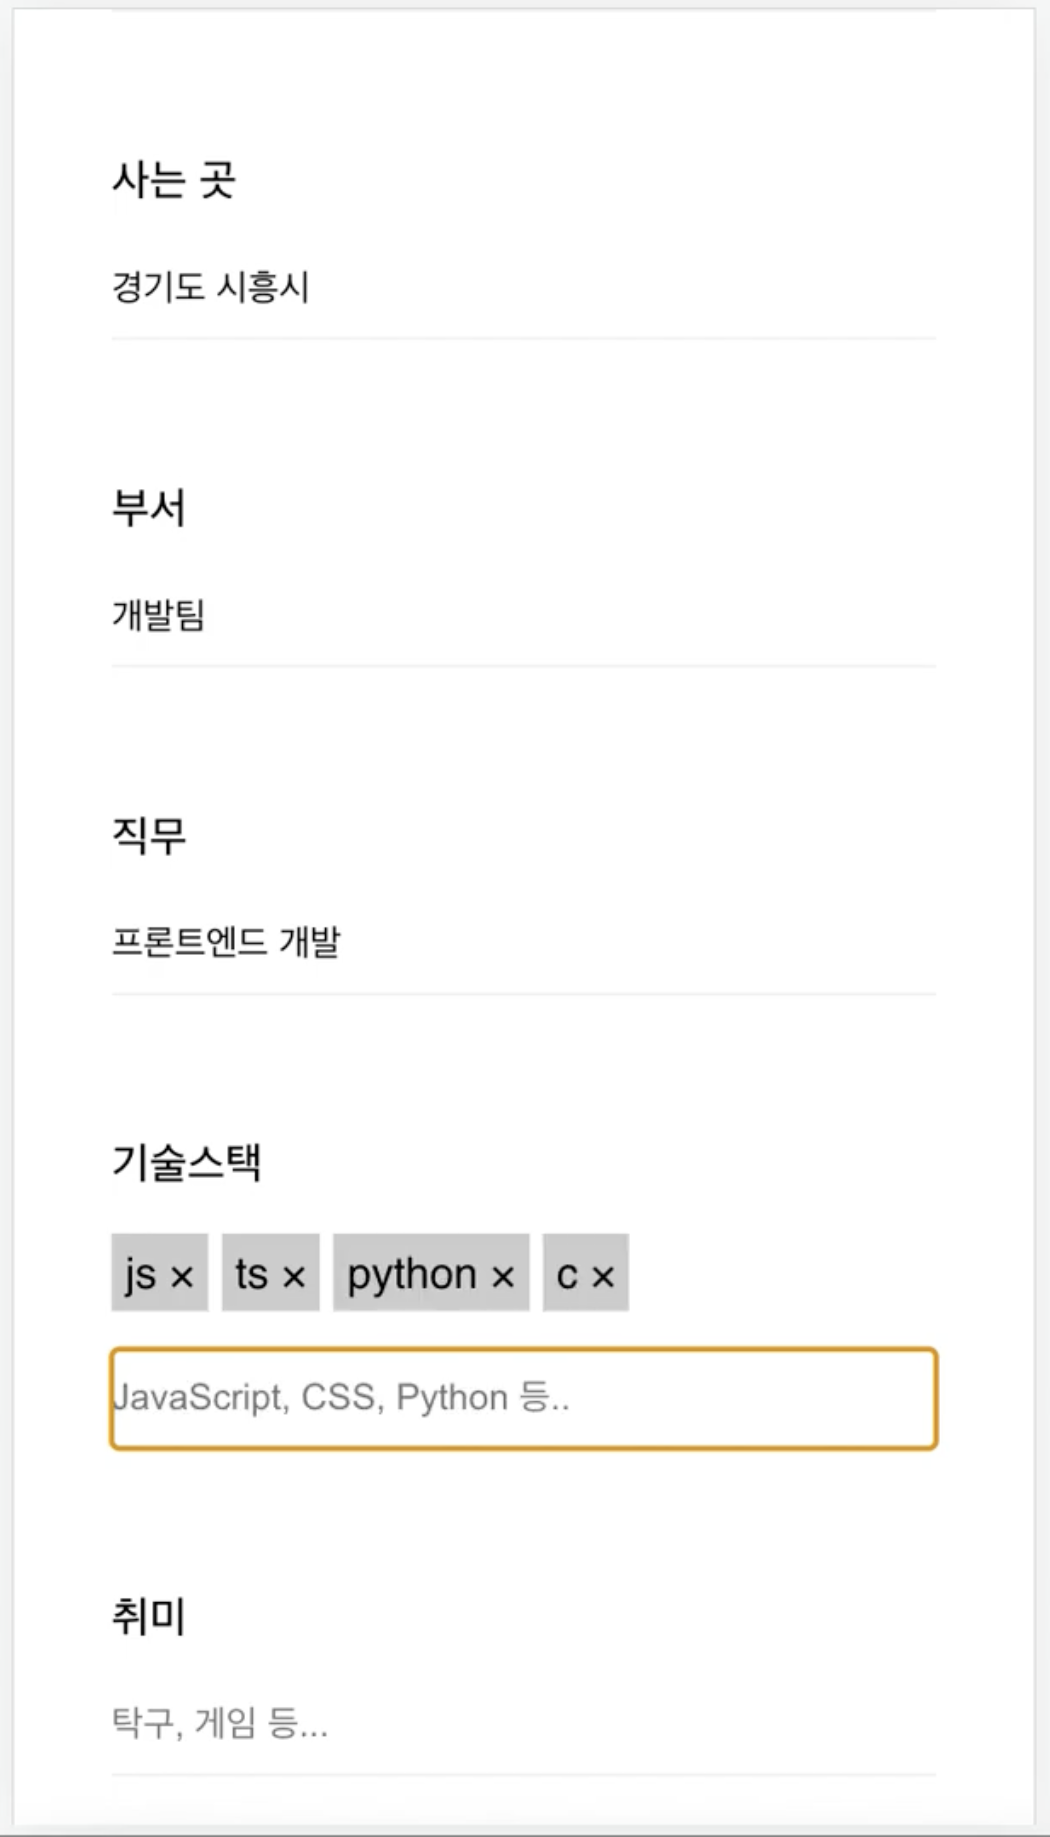 사는 곳
경기도 시흥시
부서
개발팀
직무
프론트엔드 개발
기술스택
js × ts × python × c ×
JavaScript, CSS, Python 등..
취미
탁구, 게임 등...